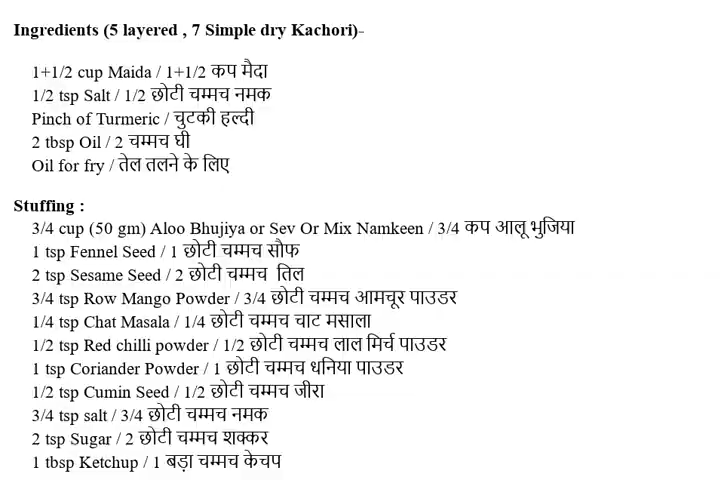 Ingredients (5 layered , 7 Simple dry Kachori)-
1+1/2 cup Maida / 1+1/2 कप मैदा
1/2 tsp Salt / 1/2 छोटी चम्मच नमक
Pinch of Turmeric / चुटकी हल्दी
2 tbsp Oil / 2 चम्मच घी
Oil for fry / तेल तलने के लिए
Stuffing :
3/4 cup (50 gm) Aloo Bhujiya or Sev Or Mix Namkeen / 3/4 कप आलू भुजिया
1 tsp Fennel Seed / 1 छोटी चम्मच सौफ
2 tsp Sesame Seed / 2 छोटी चम्मच तिल
3/4 tsp Row Mango Powder / 3/4 छोटी चम्मच आमचूर पाउडर
1/4 tsp Chat Masala / 1/4 छोटी चम्मच चाट मसाला
1/2 tsp Red chilli powder / 1/2 छोटी चम्मच लाल मिर्च पाउडर
1 tsp Coriander Powder / 1 छोटी चम्मच धनिया पाउडर
1/2 tsp Cumin Seed / 1/2 छोटी चम्मच जीरा
3/4 tsp salt / 3/4 छोटी चम्मच नमक
2 tsp Sugar / 2 छोटी चम्मच शक्कर
1 tbsp Ketchup / 1 बड़ा चम्मच केचप